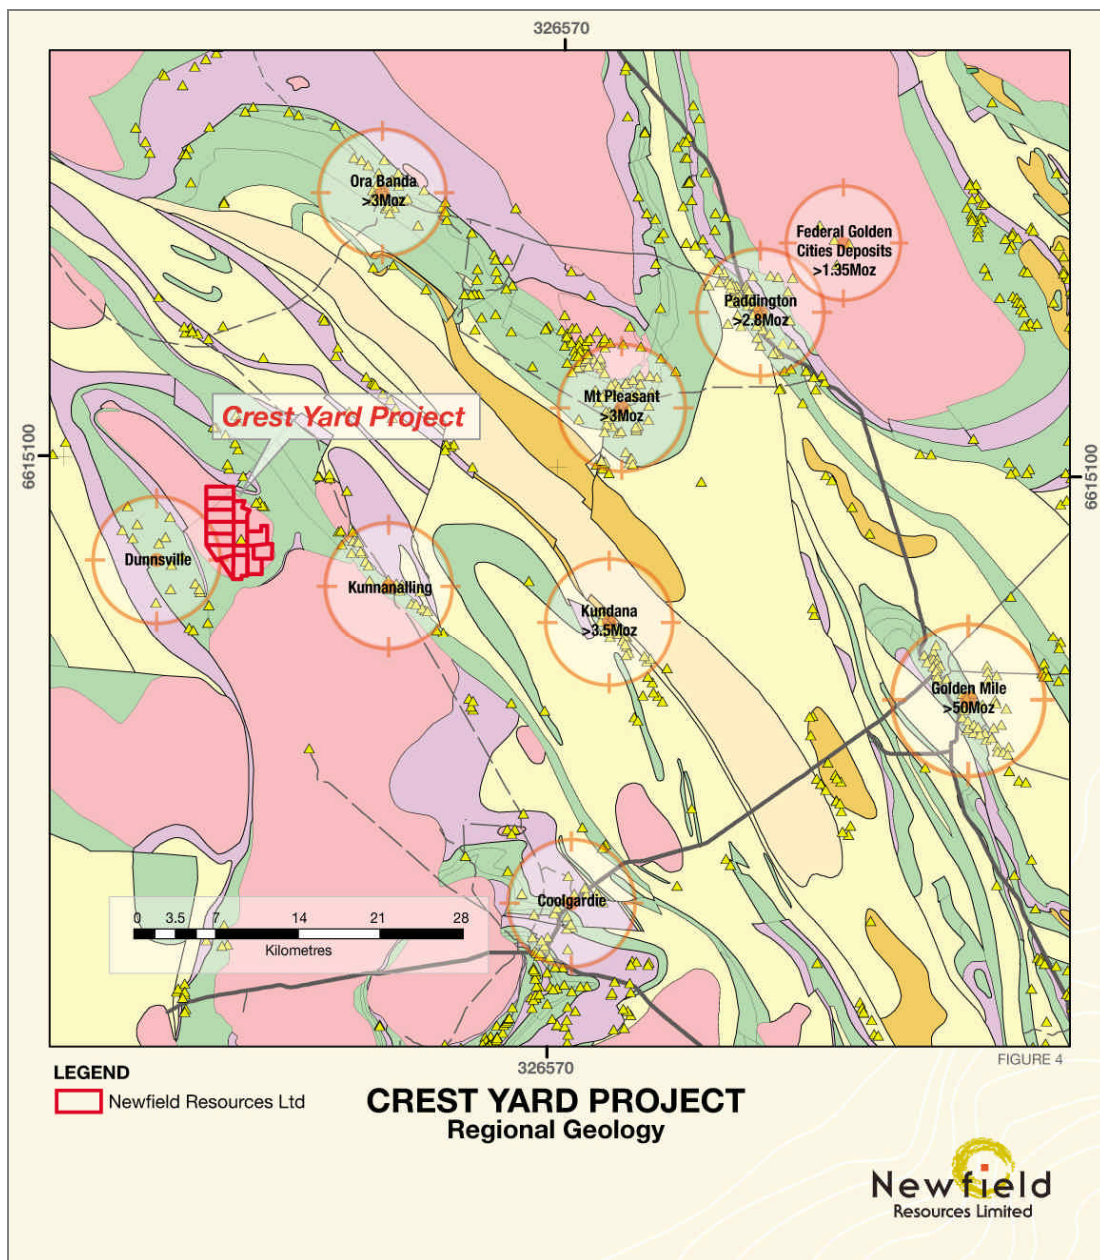 326570
Ora Banda
>3Moz
Federal Golden
Cities Deposits
>1.35Moz
Paddington
>2.8Moz
Mt Pleasant
>3Moz
Crest Yard Project
6615100
6615100
Dunnsville
Kunnanalling
Kundana
>3.5Moz
Golden Mile
>50Moz
Coolgardie
0 3.5 7 14 21 28
Kilometres
326570
FIGURE 4
LEGEND
Newfield Resources Ltd
CREST YARD PROJECT
Regional Geology
Newfield
Resources Limited